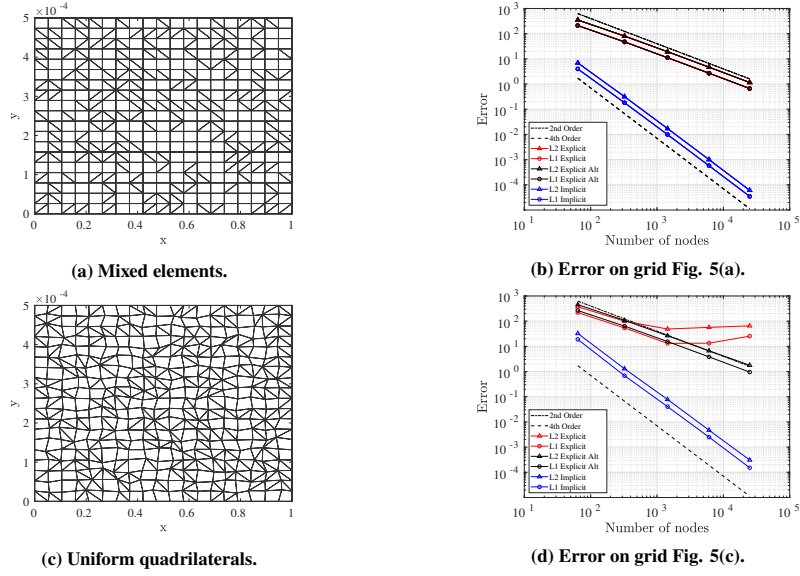 ×10⁻⁴
5
4
3
2
1
0
y
0 0.2 0.4 0.6 0.8 1
x
(a) Mixed elements.
10³
10²
10¹
10⁰
10⁻¹
10⁻²
10⁻³
10⁻⁴
Error
2nd Order
4th Order
L2 Explicit
L1 Explicit
L2 Explicit Alt
L1 Explicit Alt
L2 Implicit
L1 Implicit
10¹ 10² 10³ 10⁴ 10⁵
Number of nodes
(b) Error on grid Fig. 5(a).
×10⁻⁴
5
4
3
2
1
0
y
0 0.2 0.4 0.6 0.8 1
x
(c) Uniform quadrilaterals.
10³
10²
10¹
10⁰
10⁻¹
10⁻²
10⁻³
10⁻⁴
Error
2nd Order
4th Order
L2 Explicit
L1 Explicit
L2 Explicit Alt
L1 Explicit Alt
L2 Implicit
L1 Implicit
10¹ 10² 10³ 10⁴ 10⁵
Number of nodes
(d) Error on grid Fig. 5(c).